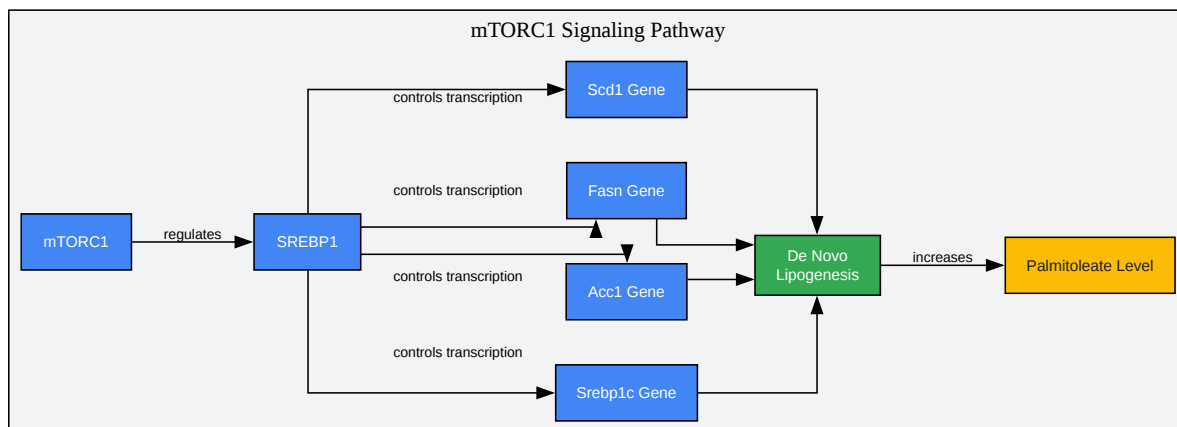 mTORC1 Signaling Pathway
Scd1 Gene
controls transcription
Fasn Gene
controls transcription
mTORC1
regulates
SREBP1
De Novo
Lipogenesis
increases
Palmitoleate Level
controls transcription
Acc1 Gene
controls transcription
Srebp1c Gene